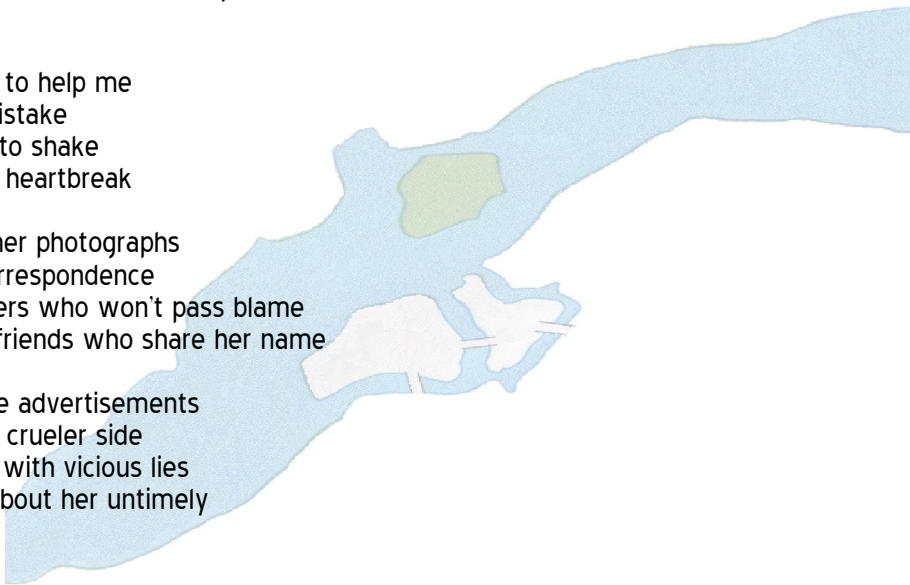 to help me
istake
to shake
heartbreak
her photographs
rrespondence
ers who won't pass blame
friends who share her name
e advertisements
crueler side
with vicious lies
bout her untimely